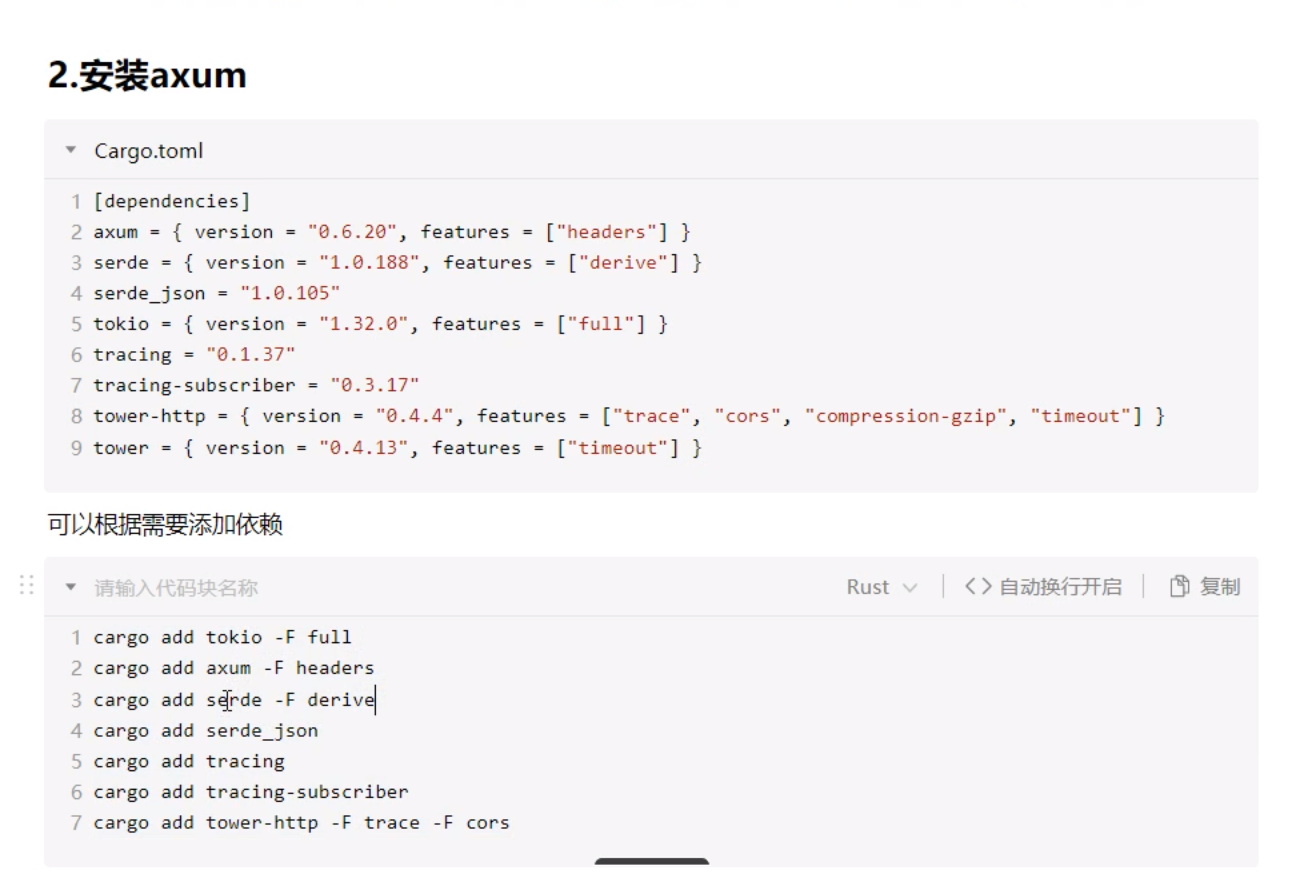 2.安装axum
Cargo.toml
1 [dependencies]
2 axum = { version = "0.6.20", features = ["headers"] }
3 serde = { version = "1.0.188", features = ["derive"] }
4 serde_json = "1.0.105"
5 tokio = { version = "1.32.0", features = ["full"] }
6 tracing = "0.1.37"
7 tracing-subscriber = "0.3.17"
8 tower-http = { version = "0.4.4", features = ["trace", "cors", "compression-gzip", "timeout"] }
9 tower = { version = "0.4.13", features = ["timeout"] }
可以根据需要添加依赖
请输入代码块名称 Rust 自动换行开启 复制
1 cargo add tokio -F full
2 cargo add axum -F headers
3 cargo add serde -F derive
4 cargo add serde_json
5 cargo add tracing
6 cargo add tracing-subscriber
7 cargo add tower-http -F trace -F cors